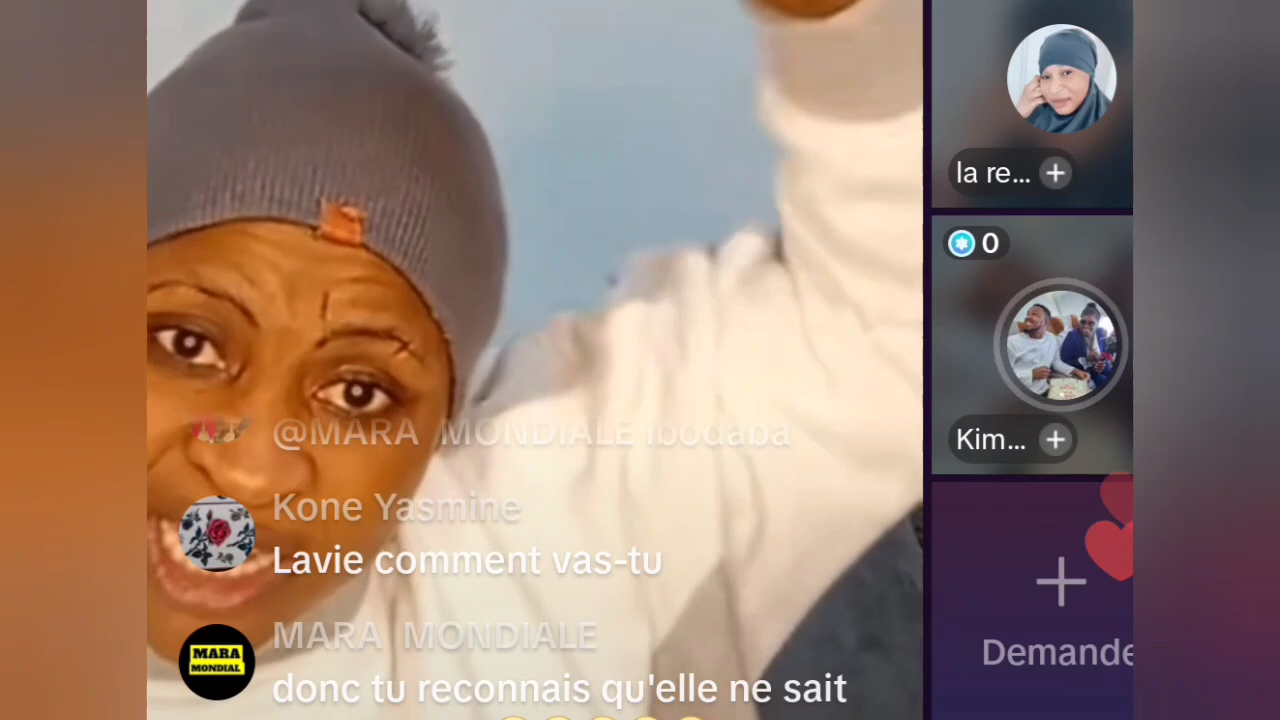 la re...
0
Kim...
Demande
@MARA MONDIALE Ibodaba
Kone Yasmine
Lavie comment vas-tu
MARA MONDIALE
MARA
MONDIAL
donc tu reconnais qu'elle ne sait